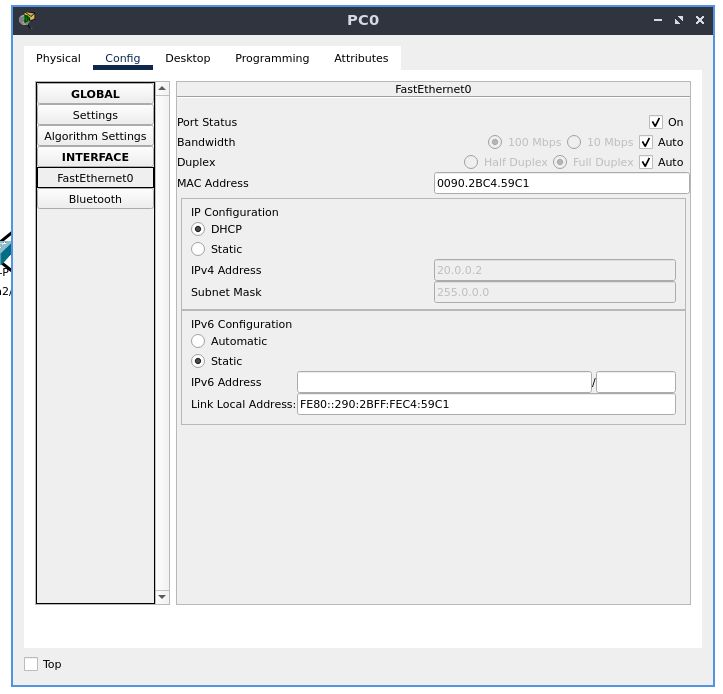 PC0
Physical Config Desktop Programming Attributes
GLOBAL
Settings
Algorithm Settings
INTERFACE
FastEthernet0
Bluetooth
FastEthernet0
Port Status On
Bandwidth 100 Mbps 10 Mbps Auto
Duplex Half Duplex Full Duplex Auto
MAC Address 0090.2BC4.59C1
IP Configuration
DHCP
Static
IPv4 Address 20.0.0.2
Subnet Mask 255.0.0.0
IPv6 Configuration
Automatic
Static
IPv6 Address /
Link Local Address: FE80::290:2BFF:FEC4:59C1
Top